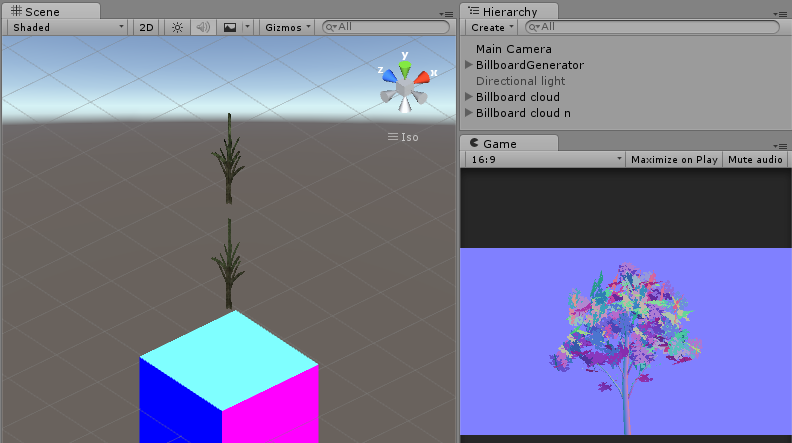 Scene
Shaded 2D Gizmos All
y
z x
Iso
Hierarchy
Create All
Main Camera
BillboardGenerator
Directional light
Billboard cloud
Billboard cloud n
Game
16:9 Maximize on Play Mute audio